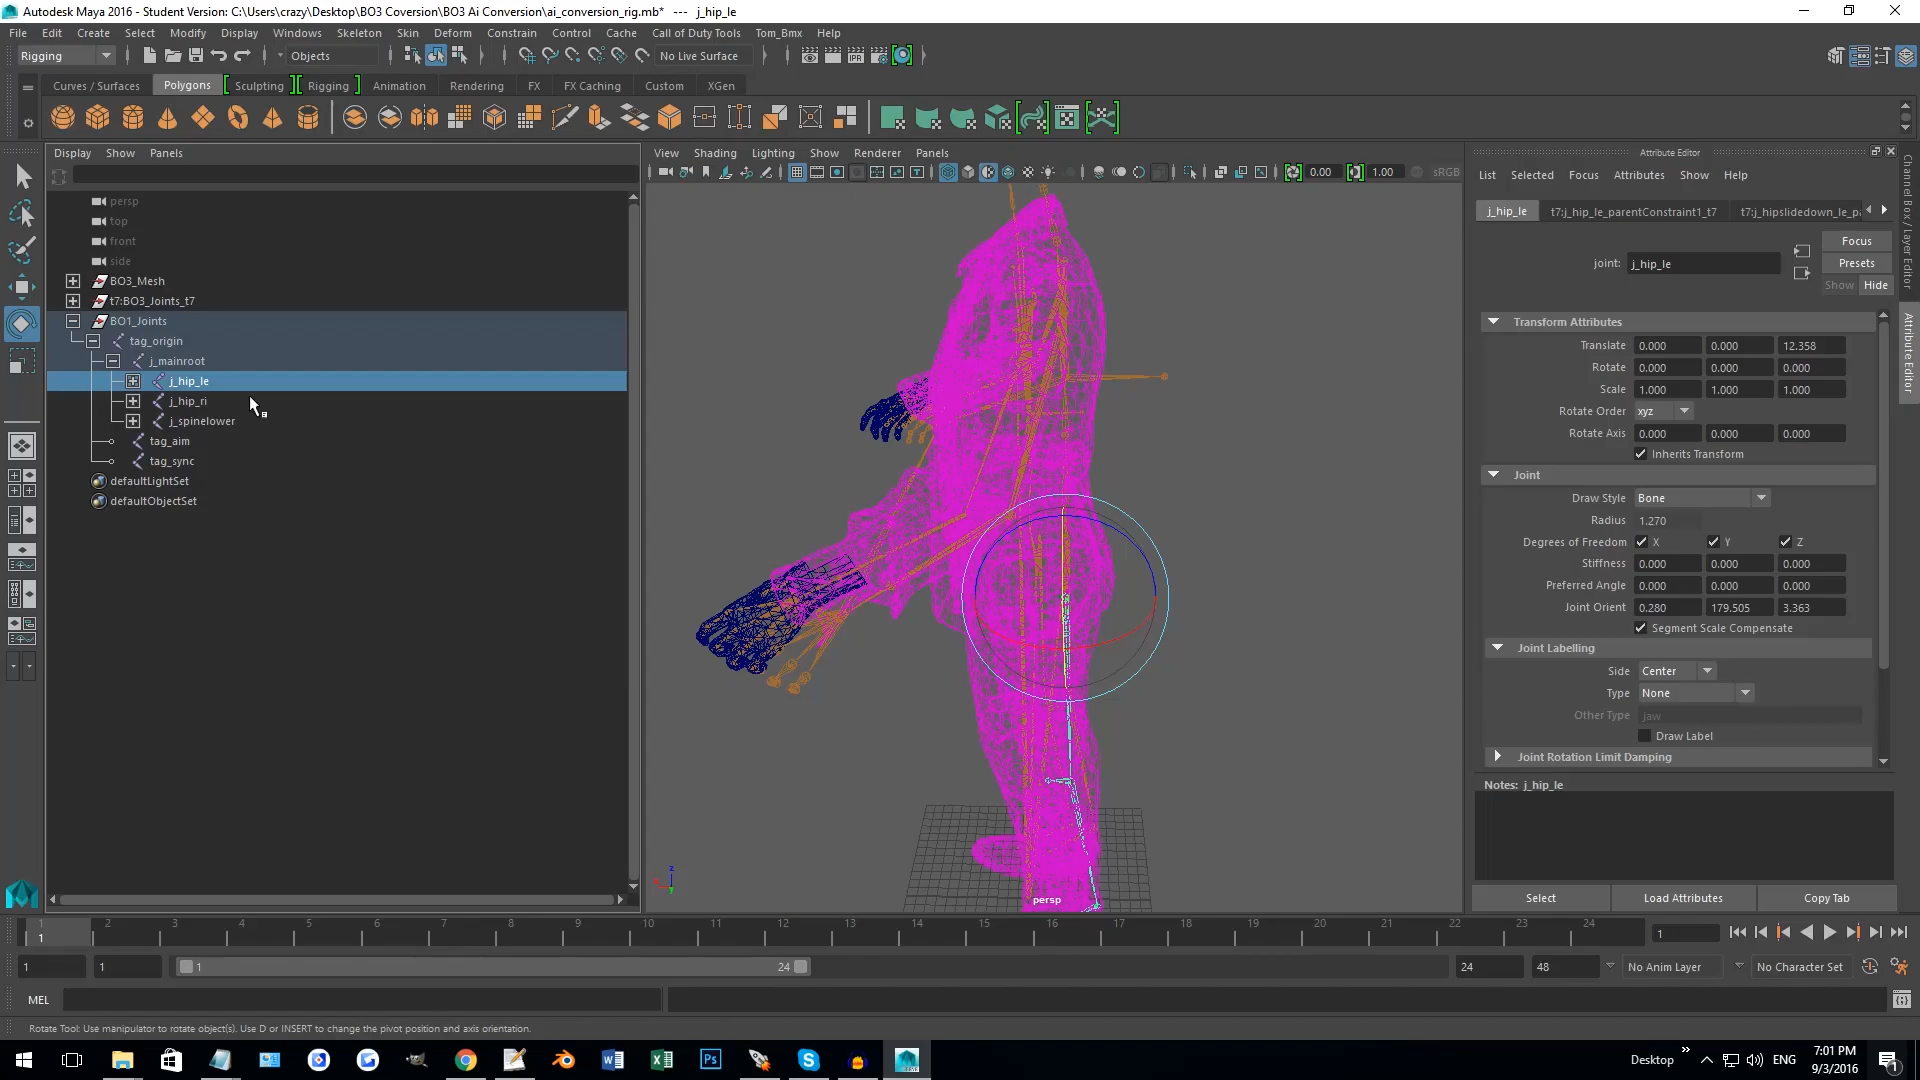 Autodesk Maya 2016 - Student Version: C:\Users\crazy\Desktop\BO3 Coversion\BO3 Ai Conversion\ai_conversion_rig.mb*   ---   j_hip_le
File Edit Create Select Modify Display Windows Skeleton Skin Deform Constrain Control Cache Call of Duty Tools Tom_Bmx Help
Rigging Objects No Live Surface
Curves / Surfaces Polygons Sculpting Rigging Animation Rendering FX FX Caching Custom XGen
Display Show Panels
persp
top
front
side
BO3_Mesh
t7:BO3_Joints_t7
BO1_Joints
tag_origin
j_mainroot
j_hip_le
j_hip_ri
j_spinelower
tag_aim
tag_sync
defaultLightSet
defaultObjectSet
View Shading Lighting Show Renderer Panels
IPR
0.00 1.00 sRGB
z
persp
Attribute Editor
List Selected Focus Attributes Show Help
j_hip_le t7:j_hip_le_parentConstraint1_t7 t7:j_hipslidedown_le_p
joint: j_hip_le
Focus
Presets
Show Hide
Transform Attributes
Translate 0.000 0.000 12.358
Rotate 0.000 0.000 0.000
Scale 1.000 1.000 1.000
Rotate Order xyz
Rotate Axis 0.000 0.000 0.000
Inherits Transform
Joint
Draw Style Bone
Radius 1.270
Degrees of Freedom X Y Z
Stiffness 0.000 0.000 0.000
Preferred Angle 0.000 0.000 0.000
Joint Orient 0.280 179.505 3.363
Segment Scale Compensate
Joint Labelling
Side Center
Type None
Other Type jaw
Draw Label
Joint Rotation Limit Damping
Notes: j_hip_le
Select Load Attributes Copy Tab
Channel Box / Layer Editor
Attribute Editor
1 2 3 4 5 6 7 8 9 10 11 12 13 14 15 16 17 18 19 20 21 22 23 24
1 1
1 1 1 24 24 48 No Anim Layer No Character Set
MEL
Rotate Tool: Use manipulator to rotate object(s). Use D or INSERT to change the pivot position and axis orientation.
Desktop ENG 7:01 PM
9/3/2016
1